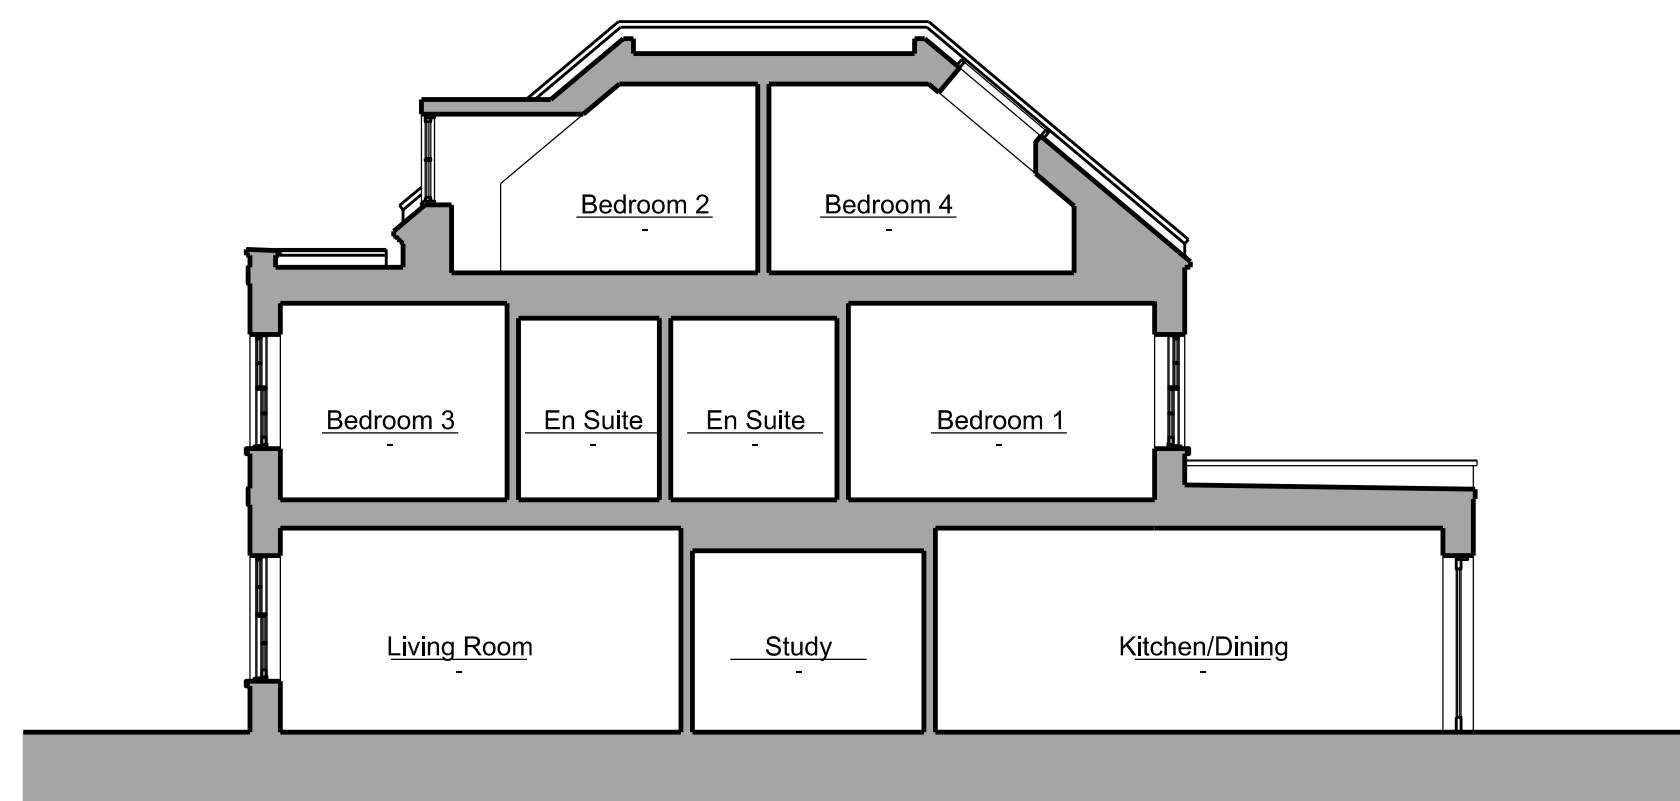 Bedroom 2
-
Bedroom 4
-
Bedroom 3
-
En Suite
-
En Suite
-
Bedroom 1
-
Living Room
-
Study
-
Kitchen/Dining
-